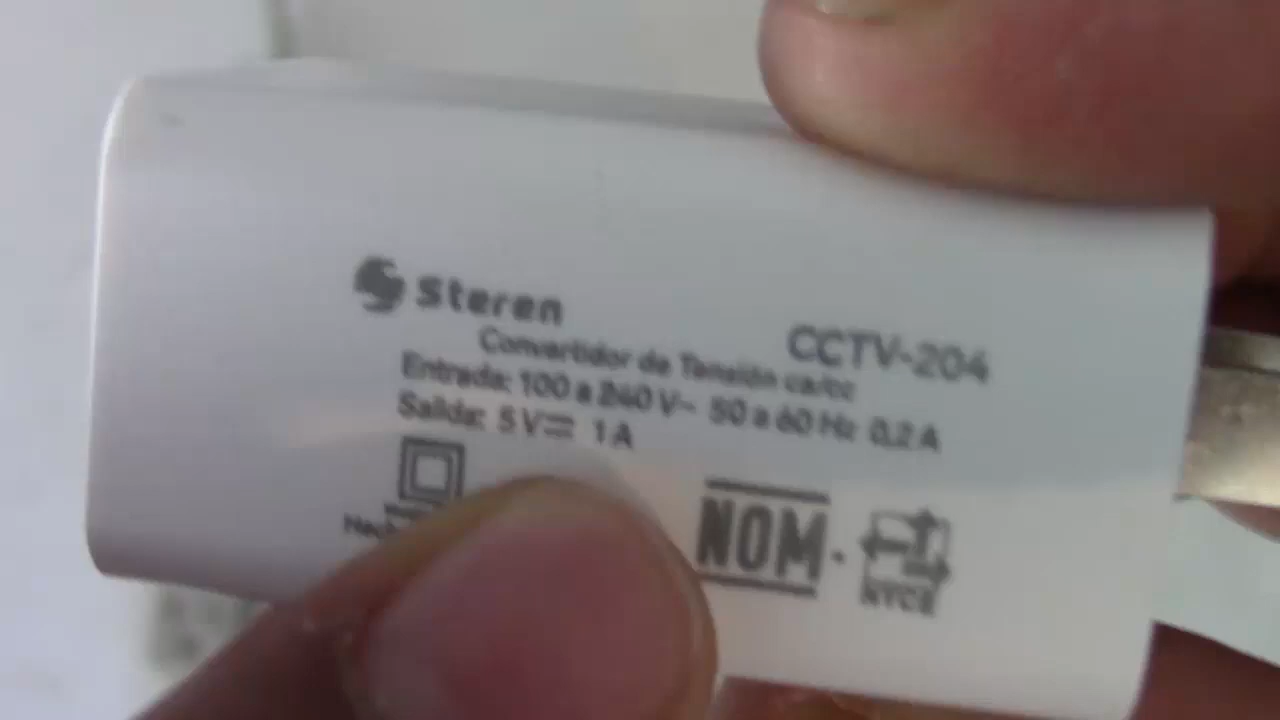 Steren
CCTV-204
Convertidor de Tensión ca/cc
Entrada: 100 a 240 V~ 50 a 60 Hz 0,2 A
Salida: 5 V⎓ 1 A
NOM
NYCE